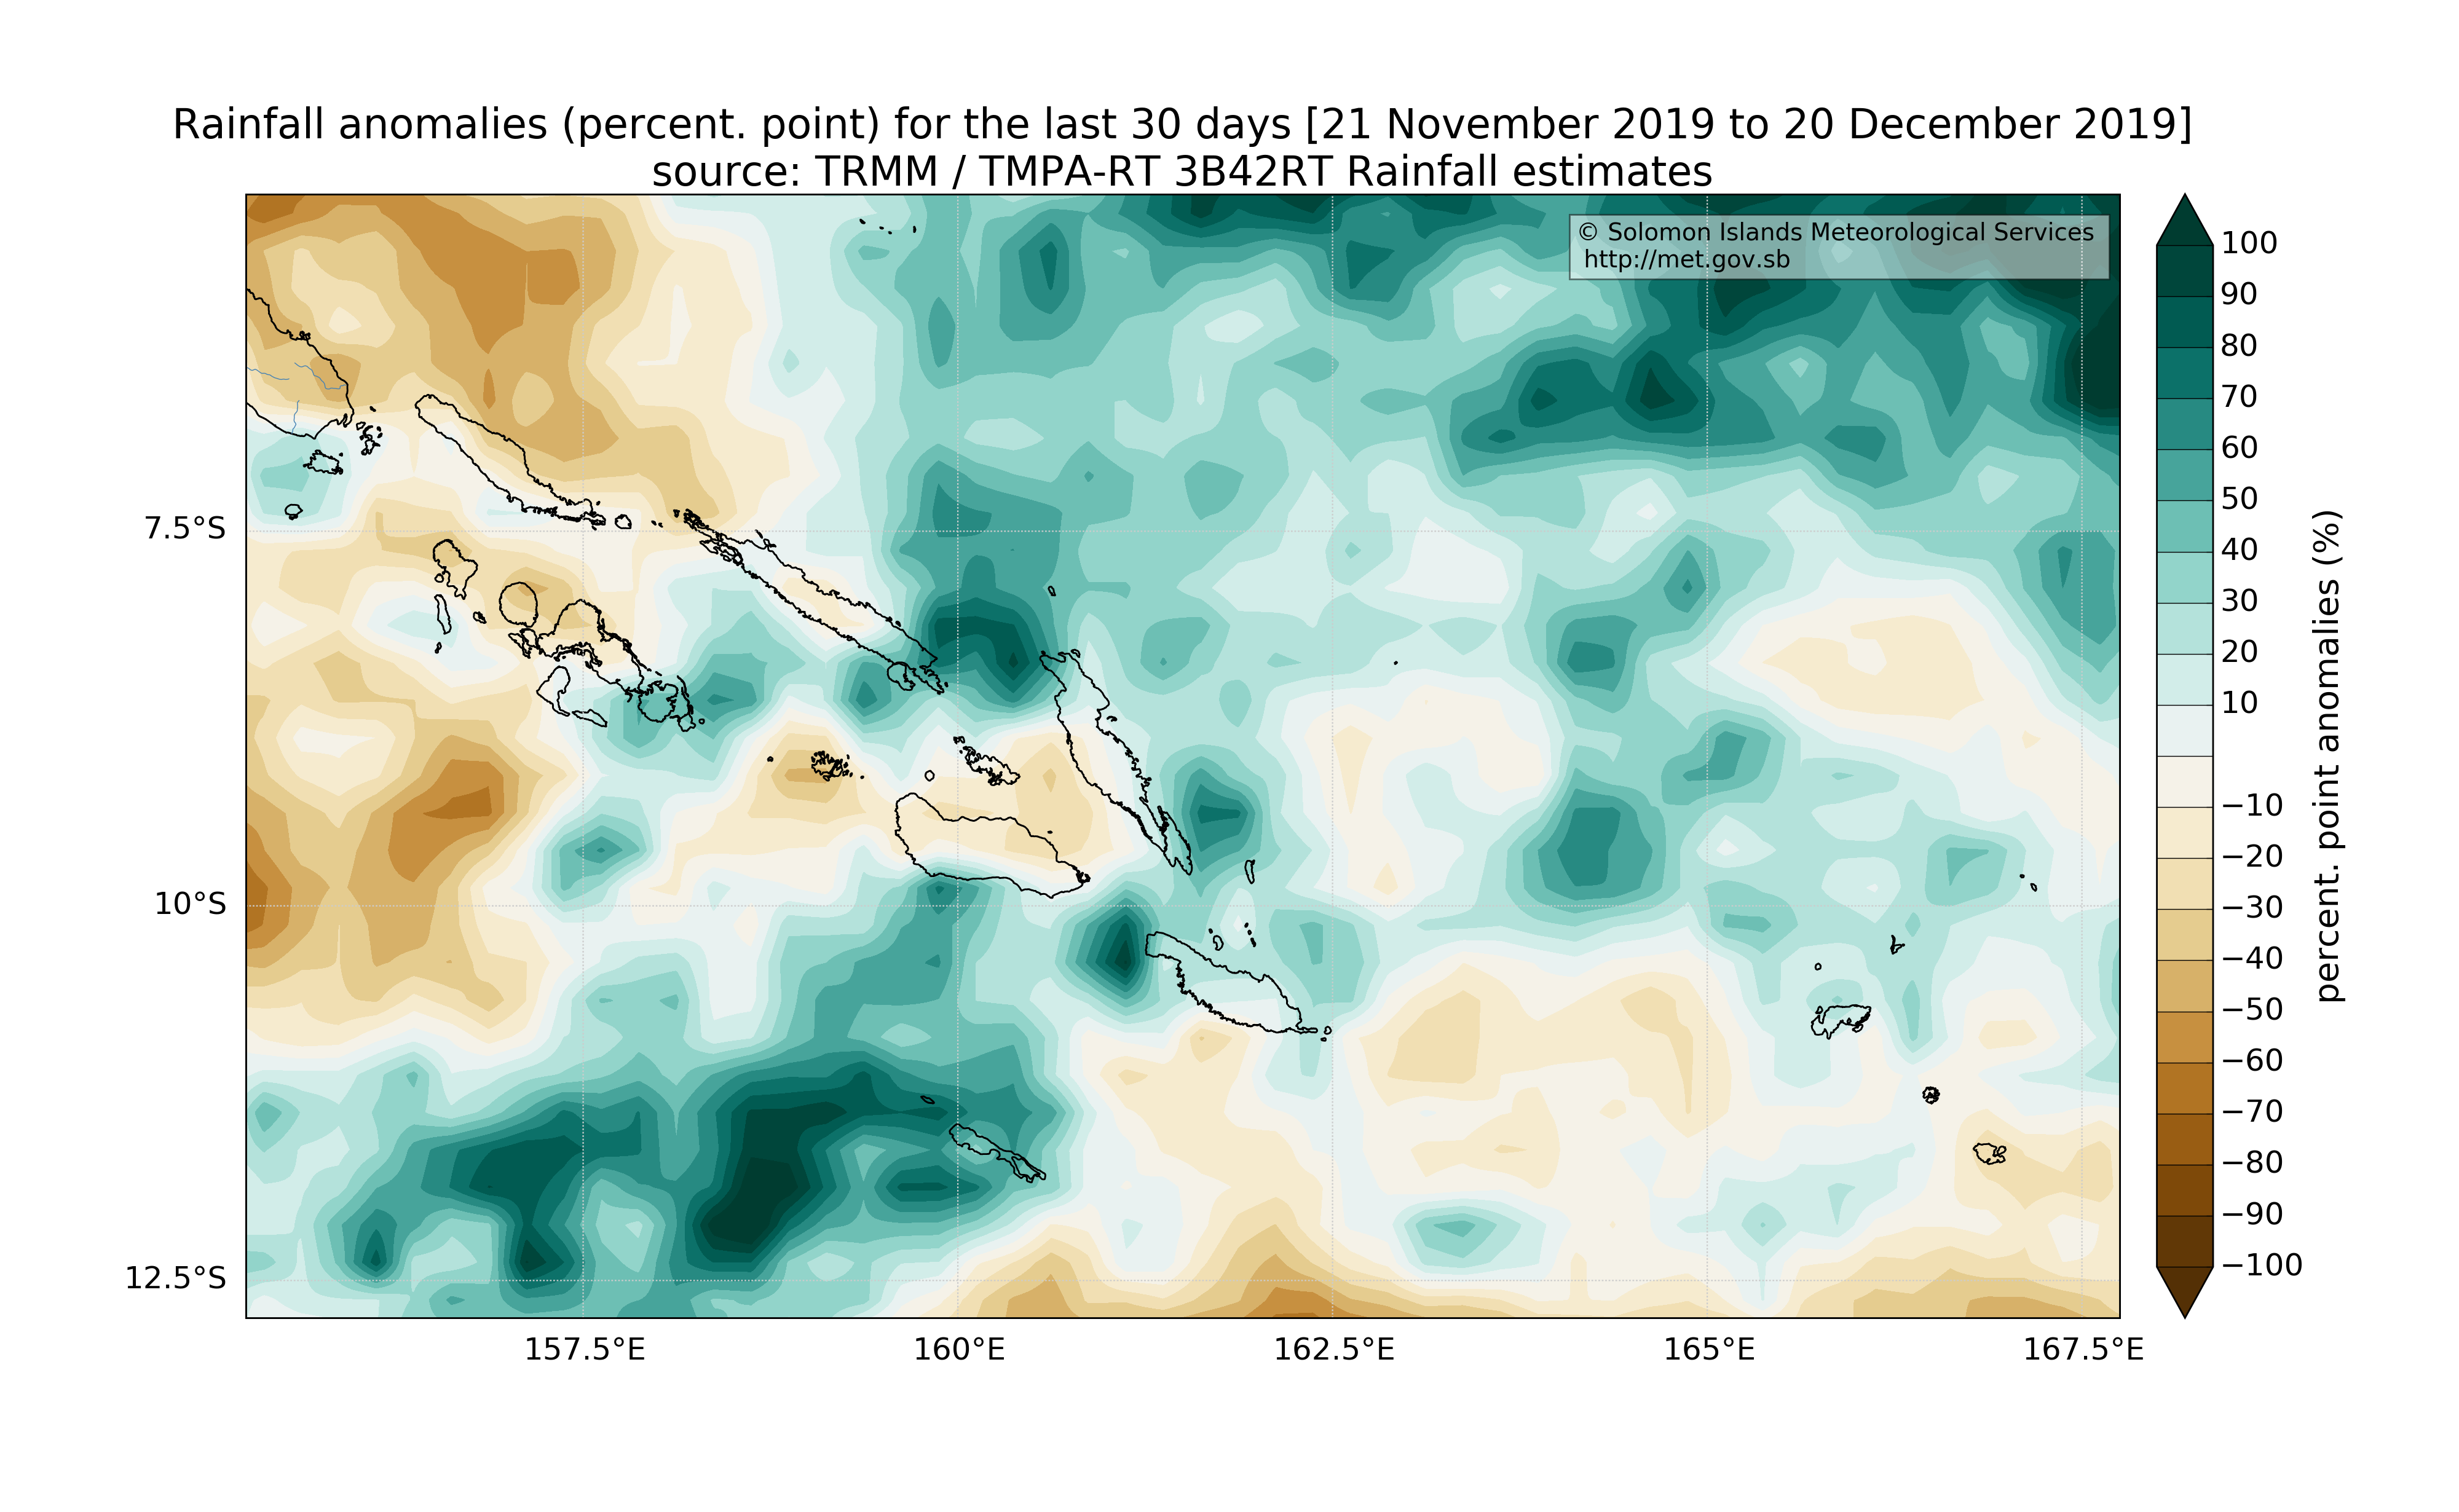 Rainfall anomalies (percent. point) for the last 30 days [21 November 2019 to 20 December 2019]
source: TRMM / TMPA-RT 3B42RT Rainfall estimates
© Solomon Islands Meteorological Services
http://met.gov.sb
7.5°S
10°S
12.5°S
157.5°E
160°E
162.5°E
165°E
167.5°E
100
90
80
70
60
50
40
30
20
10
−10
−20
−30
−40
−50
−60
−70
−80
−90
−100
percent. point anomalies (%)